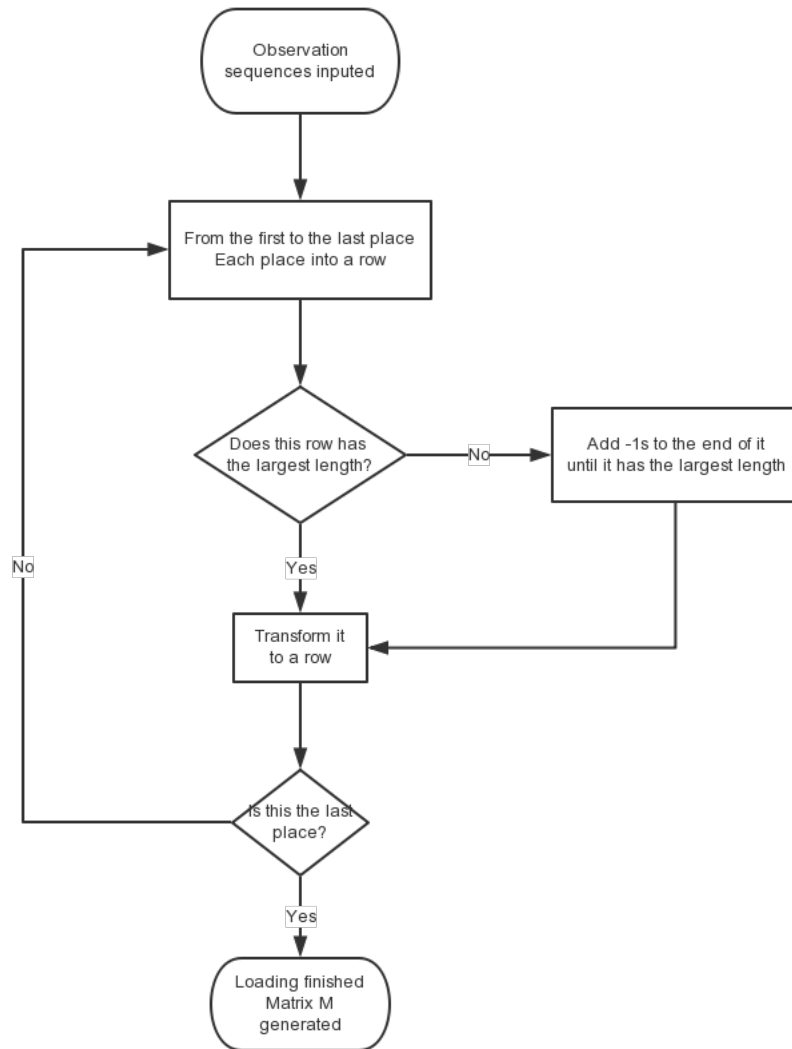 Observation
sequences inputed
From the first to the last place
Each place into a row
Does this row has
the largest length?
No
Add -1s to the end of it
until it has the largest length
No
Yes
Transform it
to a row
Is this the last
place?
Yes
Loading finished
Matrix M
generated